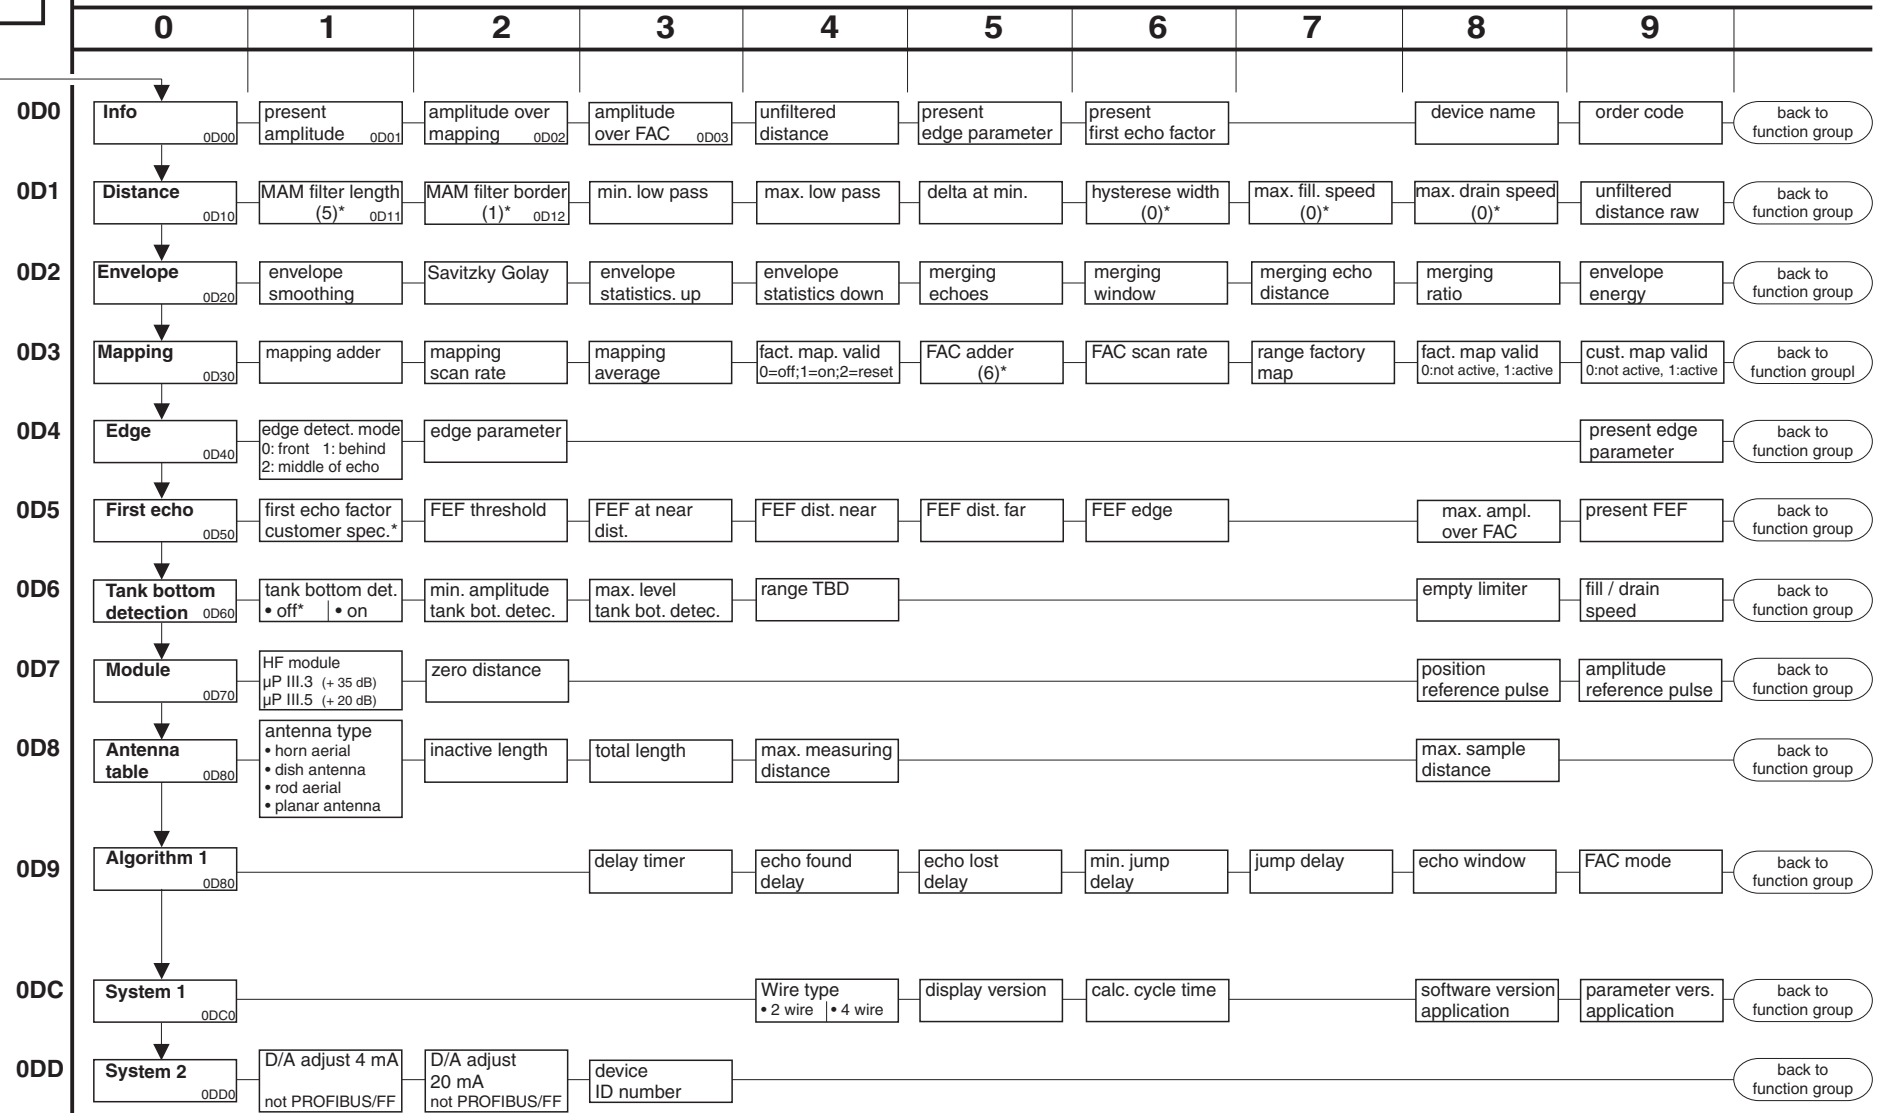 0 1 2 3 4 5 6 7 8 9
0D0
Info
0D00
present
amplitude 0D01
amplitude over
mapping 0D02
amplitude
over FAC 0D03
unfiltered
distance
present
edge parameter
present
first echo factor
device name
order code
back to
function group
0D1
Distance
0D10
MAM filter length
(5)* 0D11
MAM filter border
(1)* 0D12
min. low pass
max. low pass
delta at min.
hysterese width
(0)*
max. fill. speed
(0)*
max. drain speed
(0)*
unfiltered
distance raw
back to
function group
0D2
Envelope
0D20
envelope
smoothing
Savitzky Golay
envelope
statistics. up
envelope
statistics down
merging
echoes
merging
window
merging echo
distance
merging
ratio
envelope
energy
back to
function group
0D3
Mapping
0D30
mapping adder
mapping
scan rate
mapping
average
fact. map. valid
0=off;1=on;2=reset
FAC adder
(6)*
FAC scan rate
range factory
map
fact. map valid
0:not active, 1:active
cust. map valid
0:not active, 1:active
back to
function groupl
0D4
Edge
0D40
edge detect. mode
0: front 1: behind
2: middle of echo
edge parameter
present edge
parameter
back to
function group
0D5
First echo
0D50
first echo factor
customer spec.*
FEF threshold
FEF at near
dist.
FEF dist. near
FEF dist. far
FEF edge
max. ampl.
over FAC
present FEF
back to
function group
0D6
Tank bottom
detection 0D60
tank bottom det.
• off* • on
min. amplitude
tank bot. detec.
max. level
tank bot. detec.
range TBD
empty limiter
fill / drain
speed
back to
function group
0D7
Module
0D70
HF module
µP III.3 (+ 35 dB)
µP III.5 (+ 20 dB)
zero distance
position
reference pulse
amplitude
reference pulse
back to
function group
0D8
Antenna
table 0D80
antenna type
• horn aerial
• dish antenna
• rod aerial
• planar antenna
inactive length
total length
max. measuring
distance
max. sample
distance
back to
function group
0D9
Algorithm 1
0D80
delay timer
echo found
delay
echo lost
delay
min. jump
delay
jump delay
echo window
FAC mode
back to
function group
0DC
System 1
0DC0
Wire type
• 2 wire • 4 wire
display version
calc. cycle time
software version
application
parameter vers.
application
back to
function group
0DD
System 2
0DD0
D/A adjust 4 mA
not PROFIBUS/FF
D/A adjust
20 mA
not PROFIBUS/FF
device
ID number
back to
function group